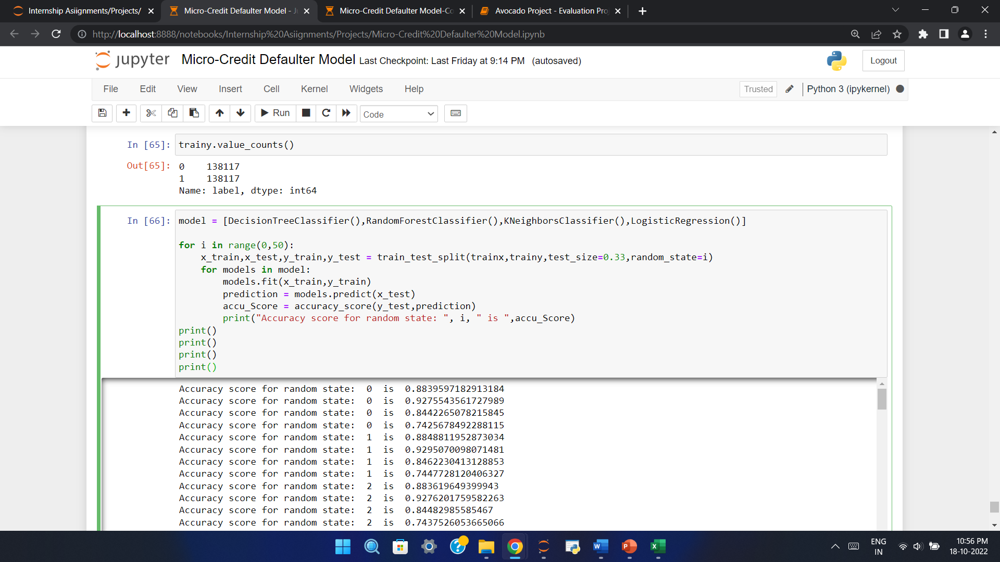 Internship Asiignments/Projects/
Micro-Credit Defaulter Model - J
Micro-Credit Defaulter Model-Co
Avocado Project - Evaluation Pro
http://localhost:8888/notebooks/Internship%20Asiignments/Projects/Micro-Credit%20Defaulter%20Model.ipynb
jupyter Micro-Credit Defaulter Model Last Checkpoint: Last Friday at 9:14 PM (autosaved)
Logout
File Edit View Insert Cell Kernel Widgets Help
Trusted
Python 3 (ipykernel)
Run
Code
In [65]: trainy.value_counts()
Out[65]: 0    138117
1    138117
Name: label, dtype: int64
In [66]: model = [DecisionTreeClassifier(),RandomForestClassifier(),KNeighborsClassifier(),LogisticRegression()]
for i in range(0,50):
    x_train,x_test,y_train,y_test = train_test_split(trainx,trainy,test_size=0.33,random_state=i)
    for models in model:
        models.fit(x_train,y_train)
        prediction = models.predict(x_test)
        accu_Score = accuracy_score(y_test,prediction)
        print("Accuracy score for random state: ", i, " is ",accu_Score)
print()
print()
print()
print()
Accuracy score for random state:  0  is  0.8839597182913184
Accuracy score for random state:  0  is  0.9275543561727989
Accuracy score for random state:  0  is  0.8442265078215845
Accuracy score for random state:  0  is  0.7425678492288115
Accuracy score for random state:  1  is  0.8848811952873034
Accuracy score for random state:  1  is  0.9295070098071481
Accuracy score for random state:  1  is  0.8462230413128853
Accuracy score for random state:  1  is  0.7447728120406327
Accuracy score for random state:  2  is  0.883619649399943
Accuracy score for random state:  2  is  0.9276201759582263
Accuracy score for random state:  2  is  0.84482985585467
Accuracy score for random state:  2  is  0.7437526053665066
ENG
IN
10:56 PM
18-10-2022